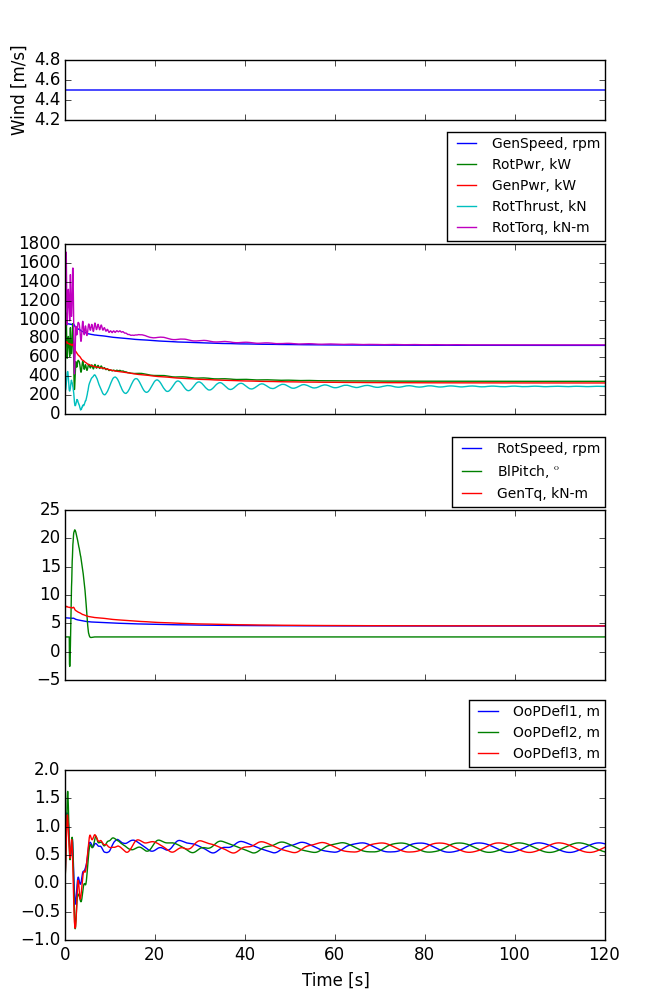 Wind [m/s]
4.8
4.6
4.4
4.2
GenSpeed, rpm
RotPwr, kW
GenPwr, kW
RotThrust, kN
RotTorq, kN-m
1800
1600
1400
1200
1000
800
600
400
200
0
RotSpeed, rpm
BlPitch, °
GenTq, kN-m
25
20
15
10
5
0
−5
OoPDefl1, m
OoPDefl2, m
OoPDefl3, m
2.0
1.5
1.0
0.5
0.0
−0.5
−1.0
0 20 40 60 80 100 120
Time [s]